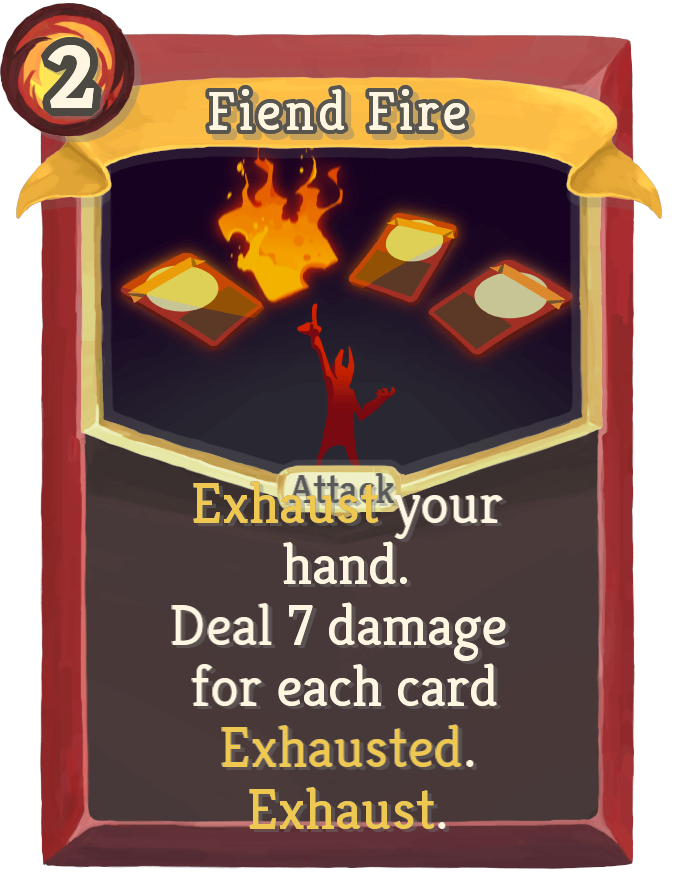 2
Fiend Fire
Attack
Exhaust your
hand.
Deal 7 damage
for each card
Exhausted.
Exhaust.